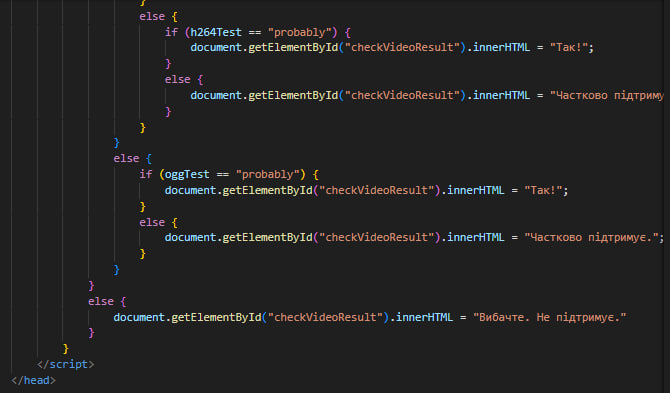 }
else {
if (h264Test == "probably") {
document.getElementById("checkVideoResult").innerHTML = "Так!";
}
else {
document.getElementById("checkVideoResult").innerHTML = "Частково підтриму
}
}
}
else {
if (oggTest == "probably") {
document.getElementById("checkVideoResult").innerHTML = "Так!";
}
else {
document.getElementById("checkVideoResult").innerHTML = "Частково підтримує.";
}
}
}
else {
document.getElementById("checkVideoResult").innerHTML = "Вибачте. Не підтримує."
}
}
</script>
</head>